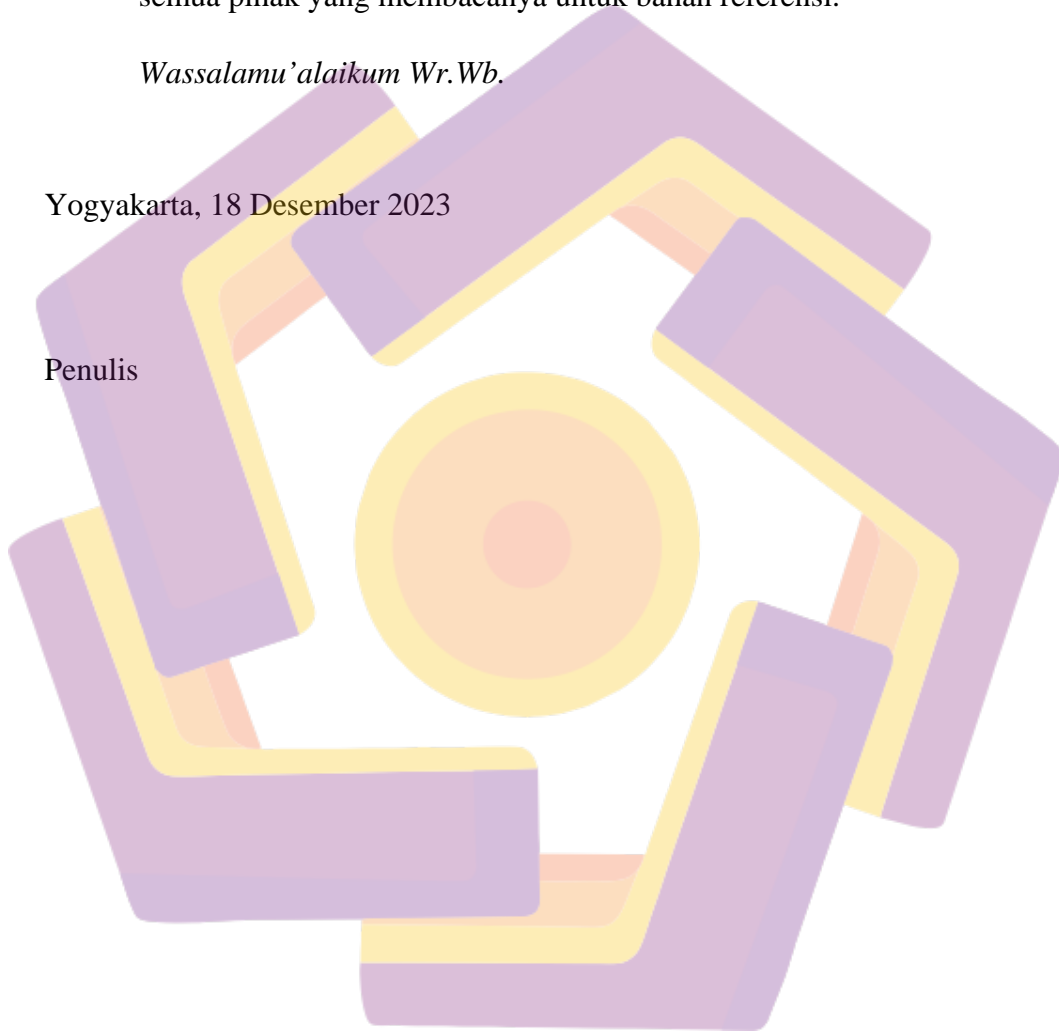 semua pihak yang membacanya untuk bahan referensi.
Wassalamu’alaikum Wr.Wb.
Yogyakarta, 18 Desember 2023
Penulis